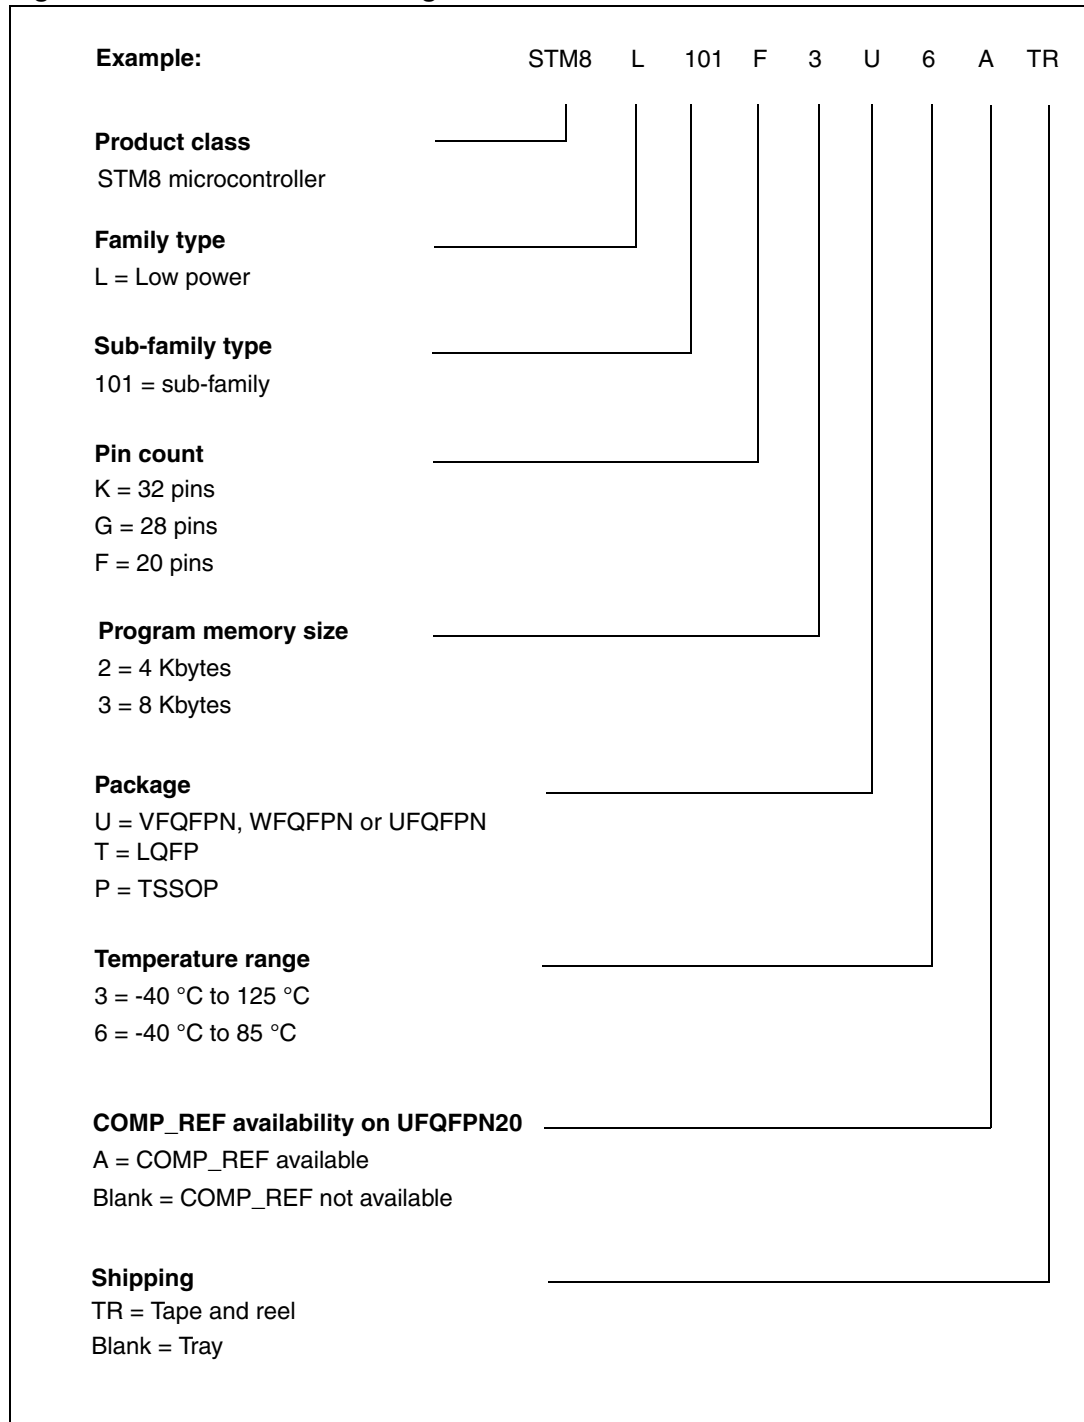 Example: STM8 L 101 F 3 U 6 A TR
Product class
STM8 microcontroller
Family type
L = Low power
Sub-family type
101 = sub-family
Pin count
K = 32 pins
G = 28 pins
F = 20 pins
Program memory size
2 = 4 Kbytes
3 = 8 Kbytes
Package
U = VFQFPN, WFQFPN or UFQFPN
T = LQFP
P = TSSOP
Temperature range
3 = -40 °C to 125 °C
6 = -40 °C to 85 °C
COMP_REF availability on UFQFPN20
A = COMP_REF available
Blank = COMP_REF not available
Shipping
TR = Tape and reel
Blank = Tray